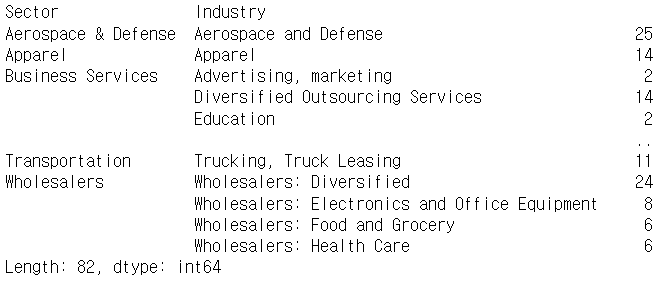 Sector Industry
Aerospace & Defense Aerospace and Defense 25
Apparel Apparel 14
Business Services Advertising, marketing 2
Diversified Outsourcing Services 14
Education 2
..
Transportation Trucking, Truck Leasing 11
Wholesalers Wholesalers: Diversified 24
Wholesalers: Electronics and Office Equipment 8
Wholesalers: Food and Grocery 6
Wholesalers: Health Care 6
Length: 82, dtype: int64